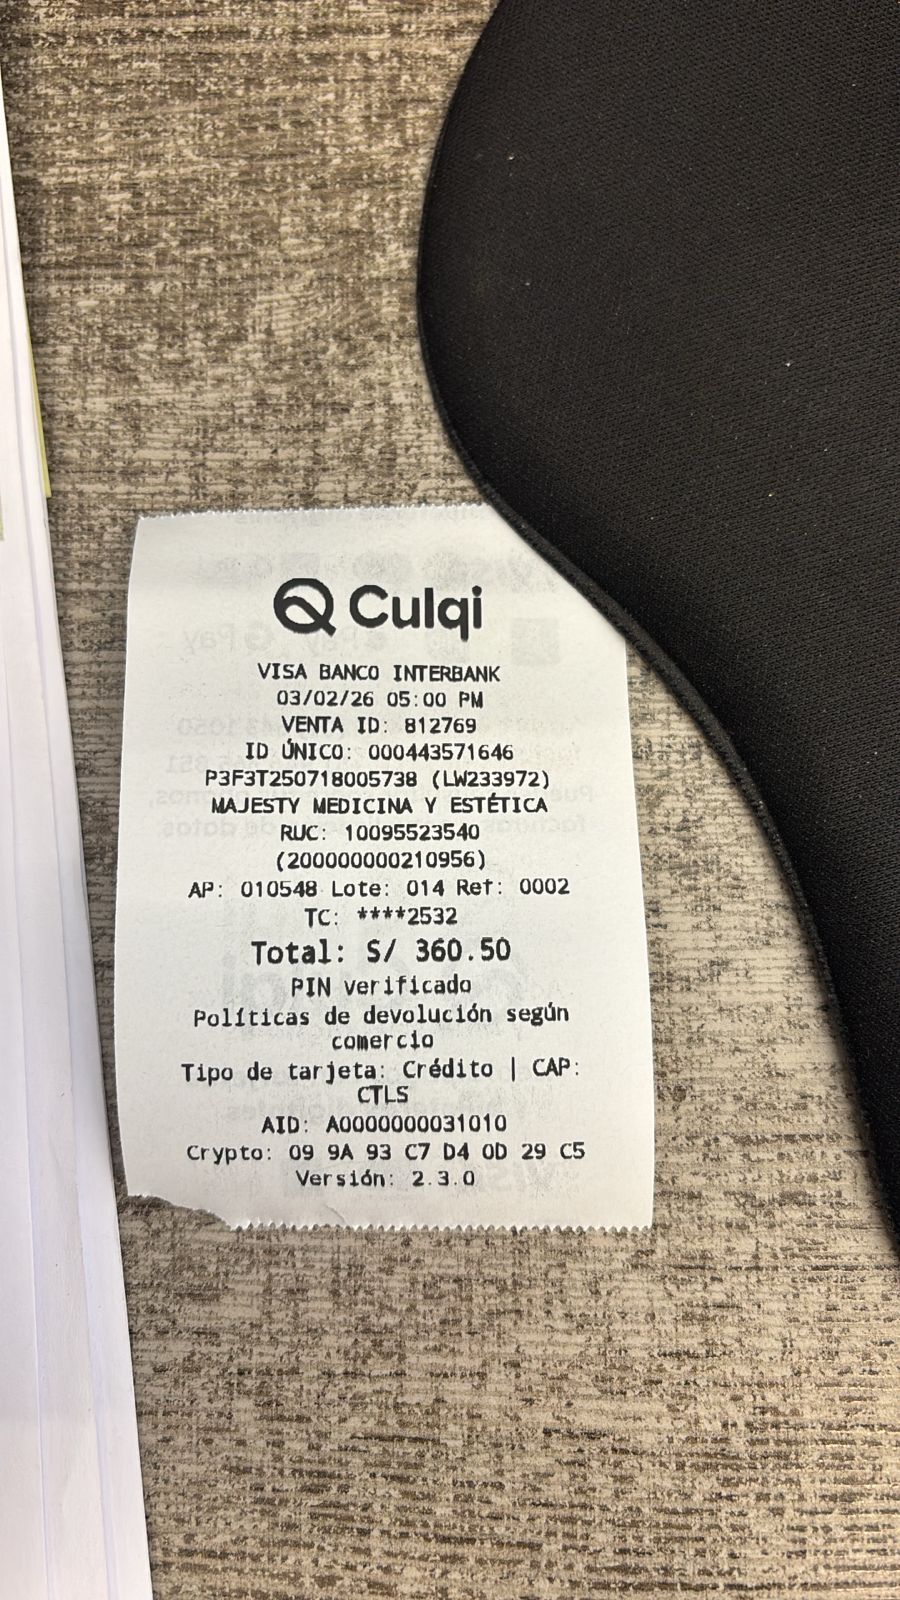 Culqi
VISA BANCO INTERBANK
03/02/26 05:00 PM
VENTA ID: 812769
ID ÚNICO: 000443571646
P3F3T250718005738 (LW233972)
MAJESTY MEDICINA Y ESTÉTICA
RUC: 10095523540
(200000000210956)
AP: 010548 Lote: 014 Ref: 0002
TC: ****2532
Total: S/ 360.50
PIN verificado
Políticas de devolución según
comercio
Tipo de tarjeta: Crédito | CAP:
CTLS
AID: A0000000031010
Crypto: 09 9A 93 C7 D4 0D 29 C5
Versión: 2.3.0